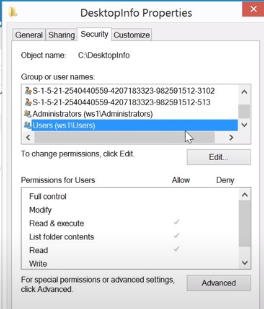 DesktopInfo Properties
General Sharing Security Customize
Object name: C:\DesktopInfo
Group or user names:
S-1-5-21-2540440559-4207183323-982591512-3102
S-1-5-21-2540440559-4207183323-982591512-513
Administrators (ws1\Administrators)
Users (ws1\Users)
To change permissions, click Edit.
Edit...
Permissions for Users Allow Deny
Full control
Modify
Read & execute
List folder contents
Read
Write
For special permissions or advanced settings,
click Advanced.
Advanced